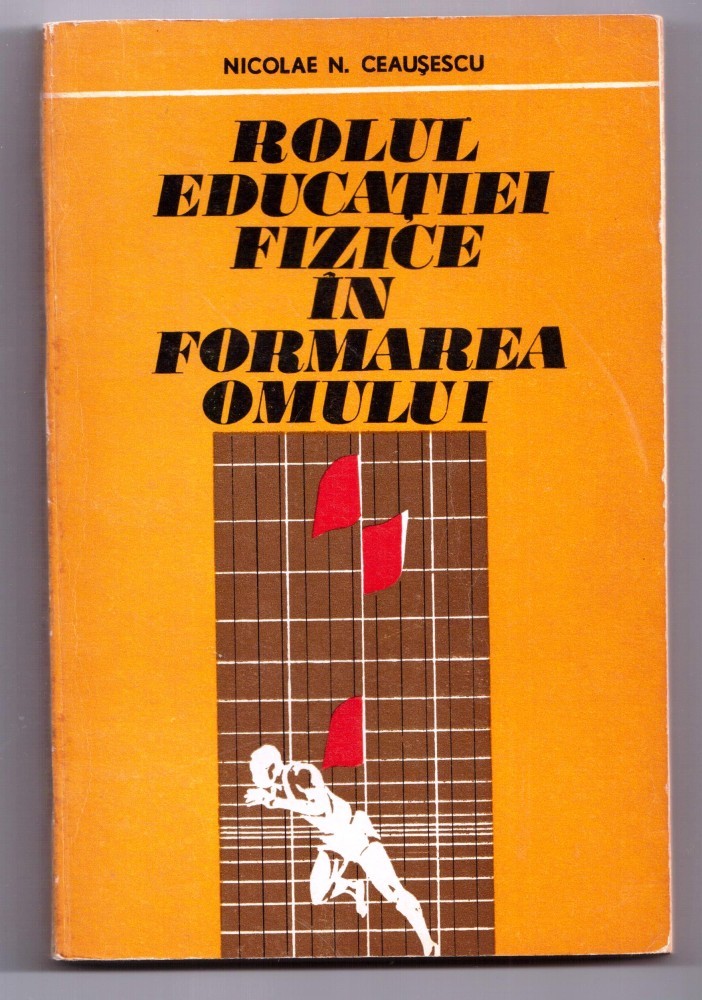 NICOLAE N. CEAUŞESCU
ROLUL
EDUCAŢIEI
FIZICE
ÎN
FORMAREA
OMULUI